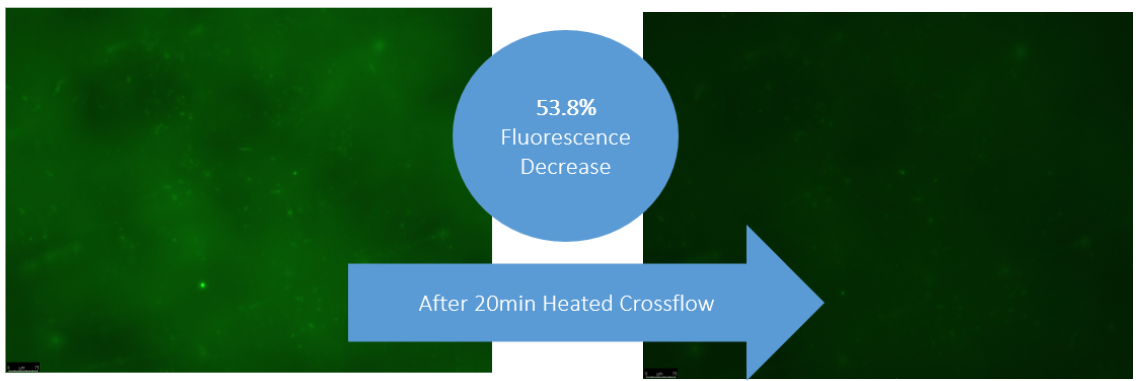 53.8%
Fluorescence
Decrease
After 20min Heated Crossflow